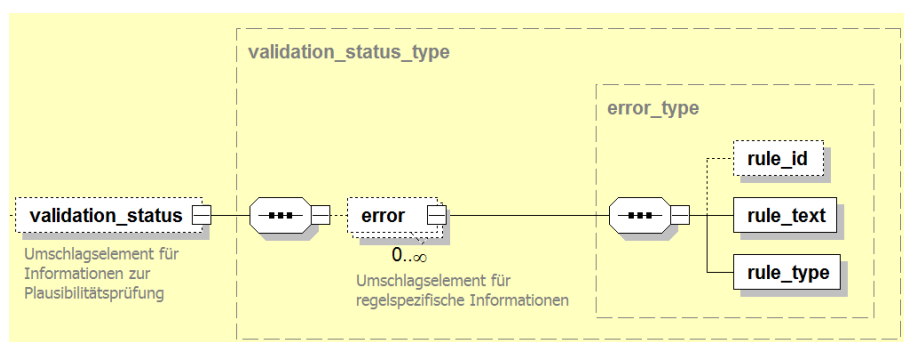 validation_status_type
error_type
rule_id
validation_status
error
rule_text
0..∞
Umschlagselement für
Informationen zur
Plausibilitätsprüfung
Umschlagselement für
regelspezifische Informationen
rule_type